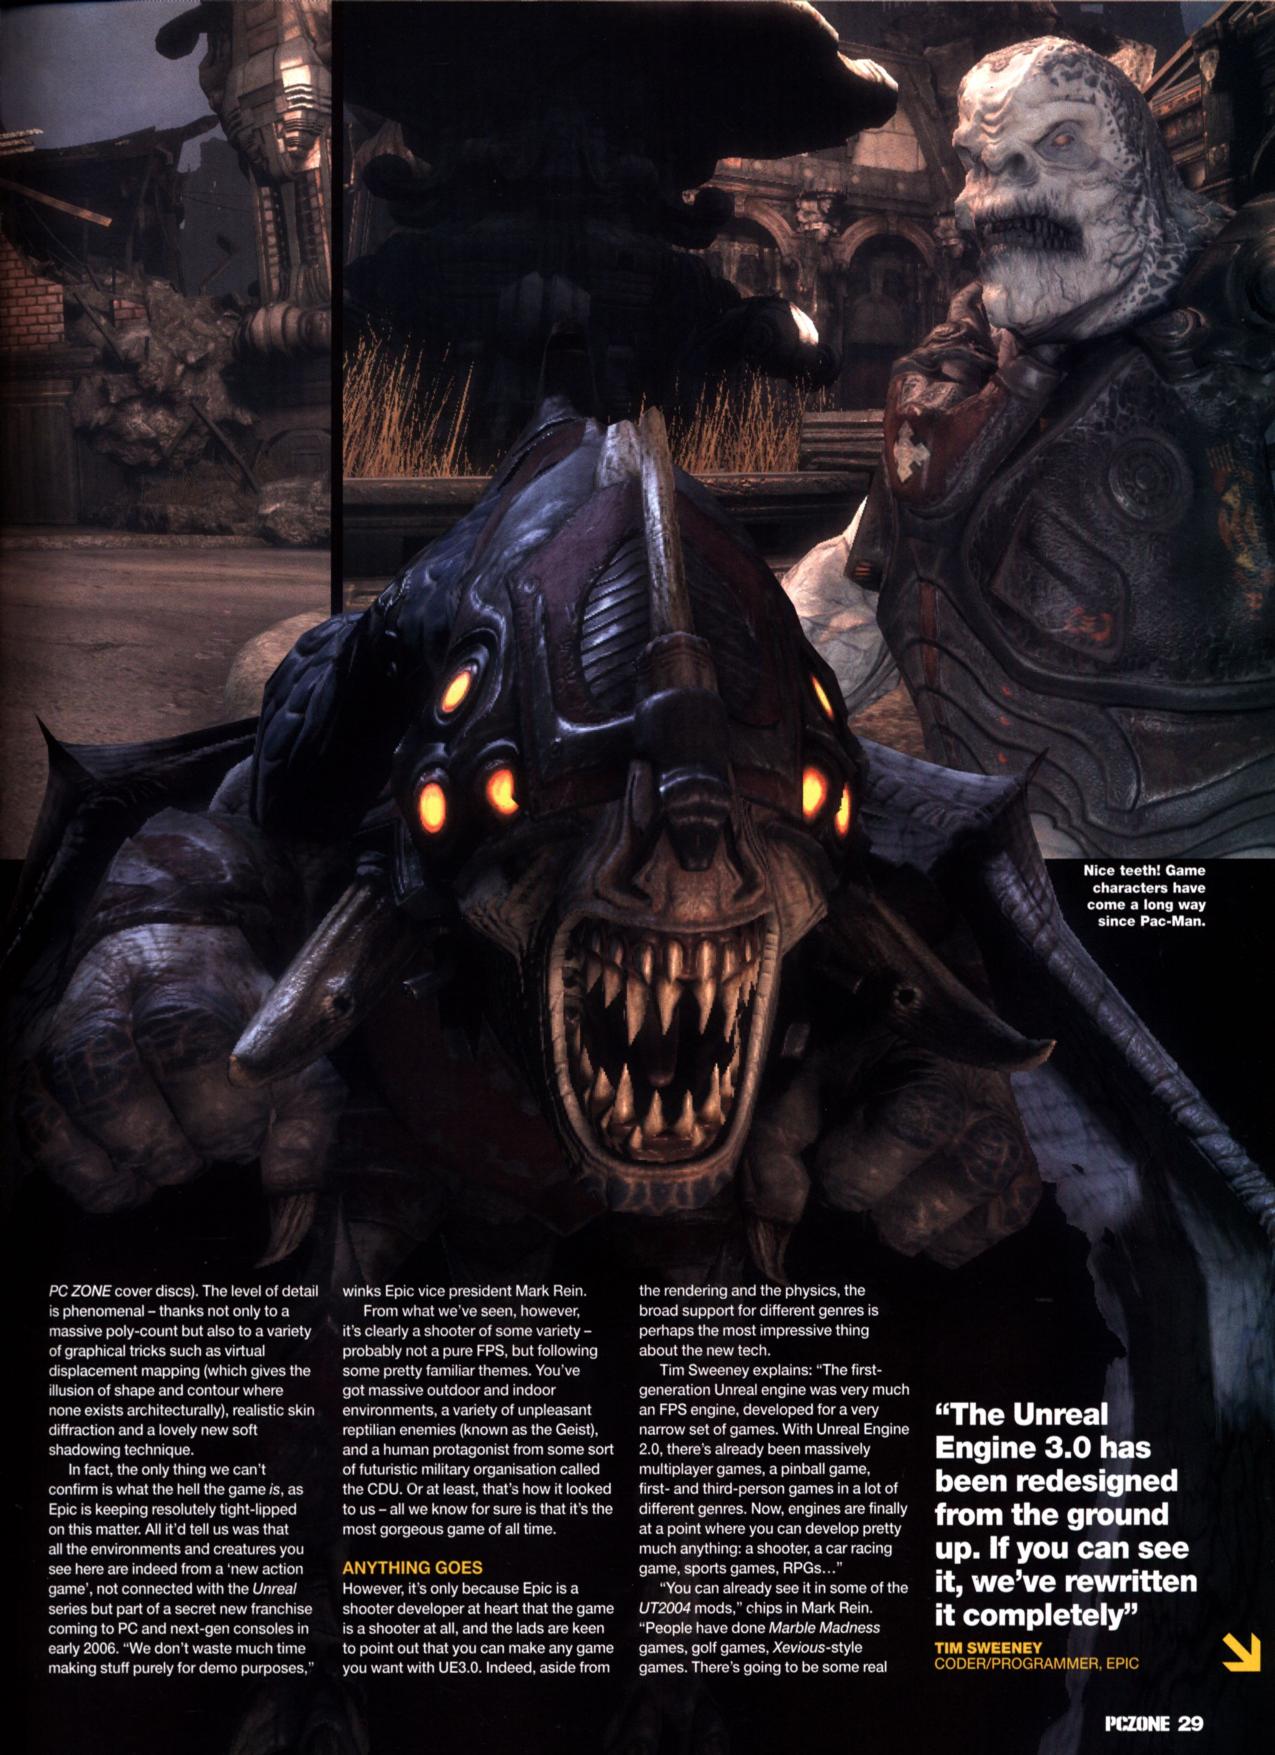 Nice teeth! Game
characters have
come a long way
since Pac-Man.
PC ZONE cover discs). The level of detail
is phenomenal – thanks not only to a
massive poly-count but also to a variety
of graphical tricks such as virtual
displacement mapping (which gives the
illusion of shape and contour where
none exists architecturally), realistic skin
diffraction and a lovely new soft
shadowing technique.
In fact, the only thing we can't
confirm is what the hell the game is, as
Epic is keeping resolutely tight-lipped
on this matter. All it'd tell us was that
all the environments and creatures you
see here are indeed from a 'new action
game', not connected with the Unreal
series but part of a secret new franchise
coming to PC and next-gen consoles in
early 2006. “We don't waste much time
making stuff purely for demo purposes,”
winks Epic vice president Mark Rein.
From what we've seen, however,
it's clearly a shooter of some variety –
probably not a pure FPS, but following
some pretty familiar themes. You've
got massive outdoor and indoor
environments, a variety of unpleasant
reptilian enemies (known as the Geist),
and a human protagonist from some sort
of futuristic military organisation called
the CDU. Or at least, that's how it looked
to us – all we know for sure is that it's the
most gorgeous game of all time.
ANYTHING GOES
However, it's only because Epic is a
shooter developer at heart that the game
is a shooter at all, and the lads are keen
to point out that you can make any game
you want with UE3.0. Indeed, aside from
the rendering and the physics, the
broad support for different genres is
perhaps the most impressive thing
about the new tech.
Tim Sweeney explains: “The first-
generation Unreal engine was very much
an FPS engine, developed for a very
narrow set of games. With Unreal Engine
2.0, there's already been massively
multiplayer games, a pinball game,
first- and third-person games in a lot of
different genres. Now, engines are finally
at a point where you can develop pretty
much anything: a shooter, a car racing
game, sports games, RPGs...”
“You can already see it in some of the
UT2004 mods,” chips in Mark Rein.
“People have done Marble Madness
games, golf games, Xevious-style
games. There's going to be some real
“The Unreal
Engine 3.0 has
been redesigned
from the ground
up. If you can see
it, we've rewritten
it completely”
TIM SWEENEY
CODER/PROGRAMMER, EPIC
PCZONE 29